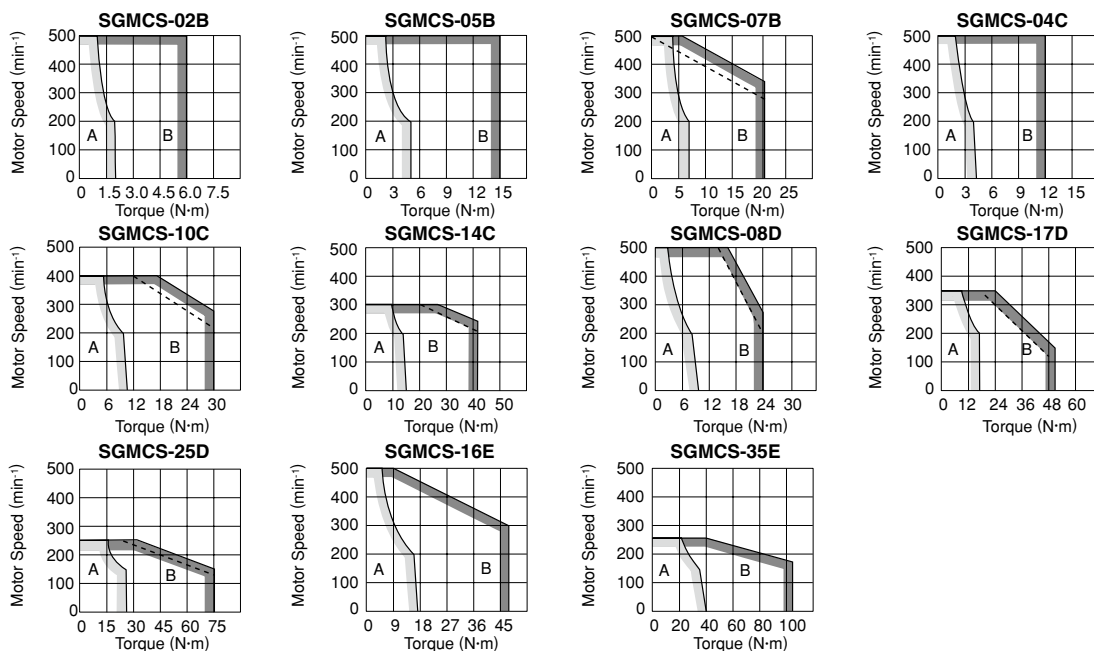 SGMCS-02B
Motor Speed (min⁻¹)
500
400
300
200
100
0
A
B
0 1.5 3.0 4.5 6.0 7.5
Torque (N·m)
SGMCS-05B
Motor Speed (min⁻¹)
500
400
300
200
100
0
A
B
0 3 6 9 12 15
Torque (N·m)
SGMCS-07B
Motor Speed (min⁻¹)
500
400
300
200
100
0
A
B
0 5 10 15 20 25
Torque (N·m)
SGMCS-04C
Motor Speed (min⁻¹)
500
400
300
200
100
0
A
B
0 3 6 9 12 15
Torque (N·m)
SGMCS-10C
Motor Speed (min⁻¹)
500
400
300
200
100
0
A
B
0 6 12 18 24 30
Torque (N·m)
SGMCS-14C
Motor Speed (min⁻¹)
500
400
300
200
100
0
A
B
0 10 20 30 40 50
Torque (N·m)
SGMCS-08D
Motor Speed (min⁻¹)
500
400
300
200
100
0
A
B
0 6 12 18 24 30
Torque (N·m)
SGMCS-17D
Motor Speed (min⁻¹)
500
400
300
200
100
0
A
B
0 12 24 36 48 60
Torque (N·m)
SGMCS-25D
Motor Speed (min⁻¹)
500
400
300
200
100
0
A
B
0 15 30 45 60 75
Torque (N·m)
SGMCS-16E
Motor Speed (min⁻¹)
500
400
300
200
100
0
A
B
0 9 18 27 36 45
Torque (N·m)
SGMCS-35E
Motor Speed (min⁻¹)
500
400
300
200
100
0
A
B
0 20 40 60 80 100
Torque (N·m)